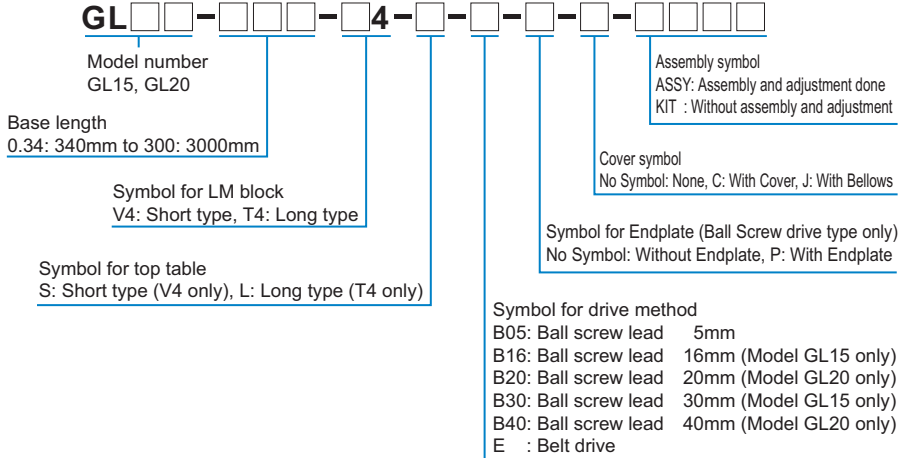 GL□□-□□□-□4-□-□-□-□-□□□□
Model number
GL15, GL20
Base length
0.34: 340mm to 300: 3000mm
Symbol for LM block
V4: Short type, T4: Long type
Symbol for top table
S: Short type (V4 only), L: Long type (T4 only)
Assembly symbol
ASSY: Assembly and adjustment done
KIT : Without assembly and adjustment
Cover symbol
No Symbol: None, C: With Cover, J: With Bellows
Symbol for Endplate (Ball Screw drive type only)
No Symbol: Without Endplate, P: With Endplate
Symbol for drive method
B05: Ball screw lead 5mm
B16: Ball screw lead 16mm (Model GL15 only)
B20: Ball screw lead 20mm (Model GL20 only)
B30: Ball screw lead 30mm (Model GL15 only)
B40: Ball screw lead 40mm (Model GL20 only)
E : Belt drive